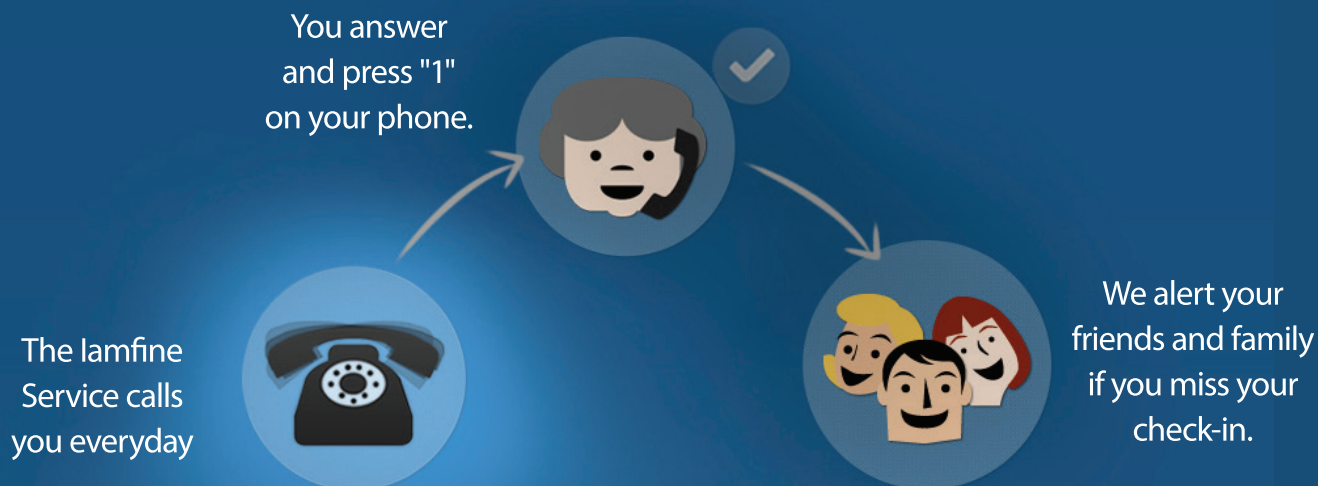 You answer
and press "1"
on your phone.
The Iamfine
Service calls
you everyday
We alert your
friends and family
if you miss your
check-in.